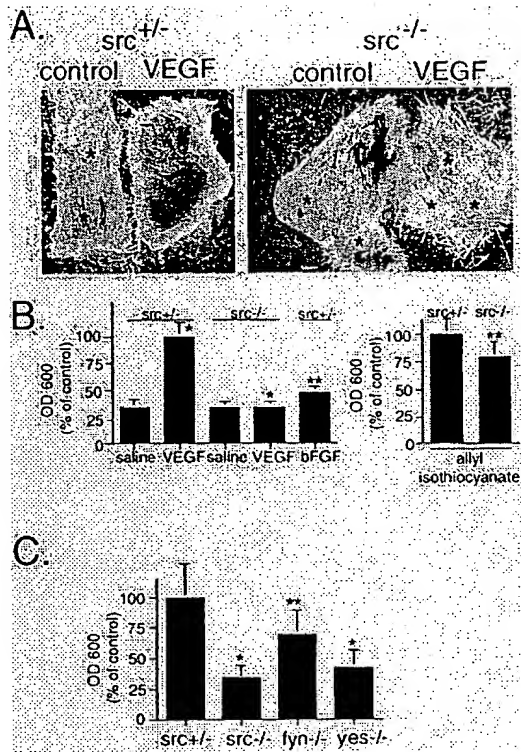 A.
src+/-
src-/-
control VEGF
control VEGF
B.
OD 600
(% of control)
100
75
50
25
0
src+/-
src-/-
src+/-
*
*
**
saline VEGF saline VEGF bFGF
OD 600
(% of control)
100
75
50
25
0
src+/- src-/-
**
allyl
isothiocyanate
C.
OD 600
(% of control)
100
75
50
25
0
*
**
*
src+/- src-/- fyn-/- yes-/-